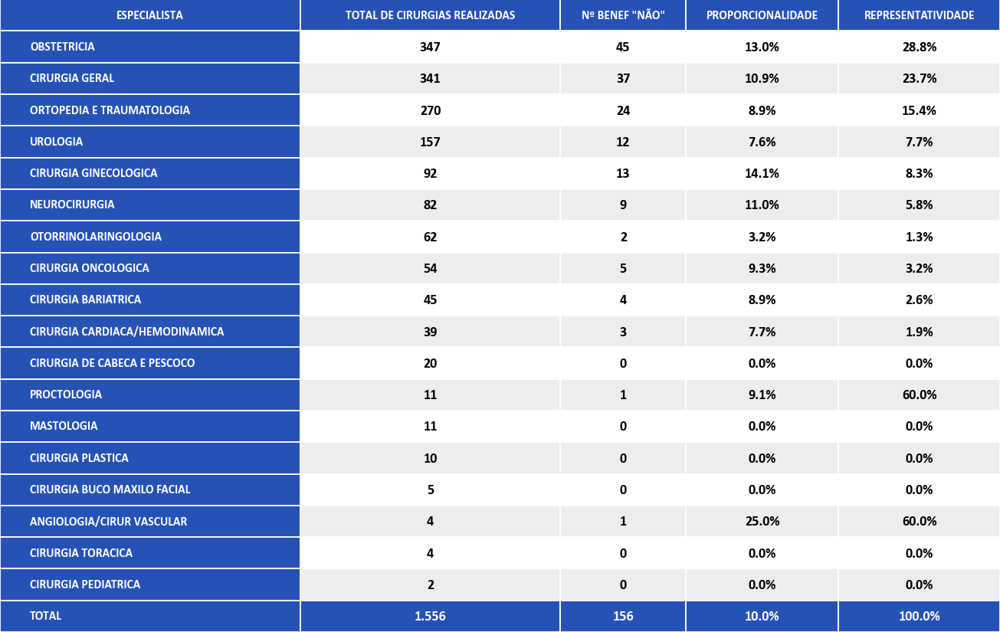 ESPECIALISTA TOTAL DE CIRURGIAS REALIZADAS Nº BENEF "NÃO" PROPORCIONALIDADE REPRESENTATIVIDADE
OBSTETRICIA 347 45 13.0% 28.8%
CIRURGIA GERAL 341 37 10.9% 23.7%
ORTOPEDIA E TRAUMATOLOGIA 270 24 8.9% 15.4%
UROLOGIA 157 12 7.6% 7.7%
CIRURGIA GINECOLOGICA 92 13 14.1% 8.3%
NEUROCIRURGIA 82 9 11.0% 5.8%
OTORRINOLARINGOLOGIA 62 2 3.2% 1.3%
CIRURGIA ONCOLOGICA 54 5 9.3% 3.2%
CIRURGIA BARIATRICA 45 4 8.9% 2.6%
CIRURGIA CARDIACA/HEMODINAMICA 39 3 7.7% 1.9%
CIRURGIA DE CABECA E PESCOCO 20 0 0.0% 0.0%
PROCTOLOGIA 11 1 9.1% 60.0%
MASTOLOGIA 11 0 0.0% 0.0%
CIRURGIA PLASTICA 10 0 0.0% 0.0%
CIRURGIA BUCO MAXILO FACIAL 5 0 0.0% 0.0%
ANGIOLOGIA/CIRUR VASCULAR 4 1 25.0% 60.0%
CIRURGIA TORACICA 4 0 0.0% 0.0%
CIRURGIA PEDIATRICA 2 0 0.0% 0.0%
TOTAL 1.556 156 10.0% 100.0%